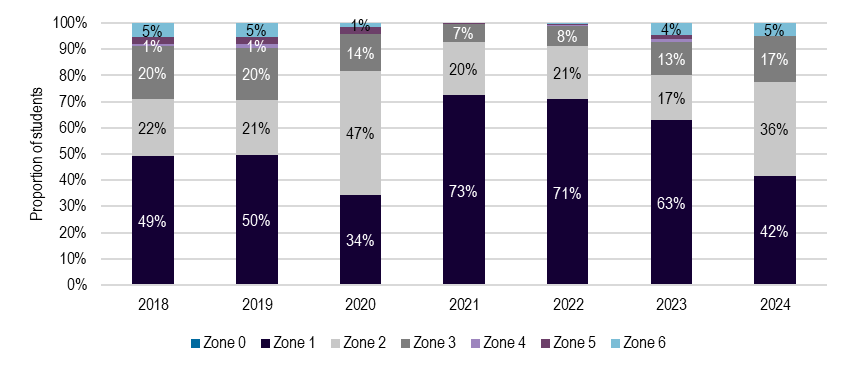 100%
90%
80%
70%
60%
50%
40%
30%
20%
10%
0%
Proportion of students
5% 5% 1% 4% 5%
1% 1% 7% 8%
20% 20% 14% 13% 17%
22% 21% 47% 20% 21% 17% 36%
49% 50% 34% 73% 71% 63% 42%
2018 2019 2020 2021 2022 2023 2024
Zone 0 Zone 1 Zone 2 Zone 3 Zone 4 Zone 5 Zone 6